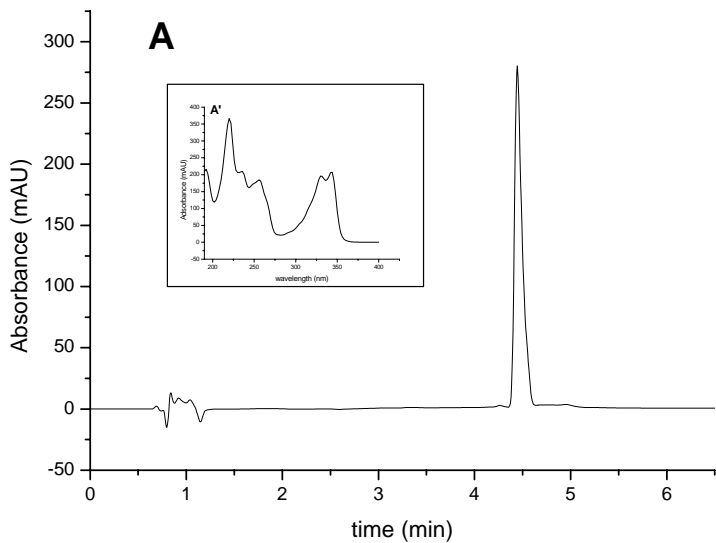 A
300
250
200
150
100
50
0
-50
Absorbance (mAU)
0 1 2 3 4 5 6
time (min)
A'
400
350
300
250
200
150
100
50
0
-50
Adsorbance (mAU)
200 250 300 350 400
wavelength (nm)